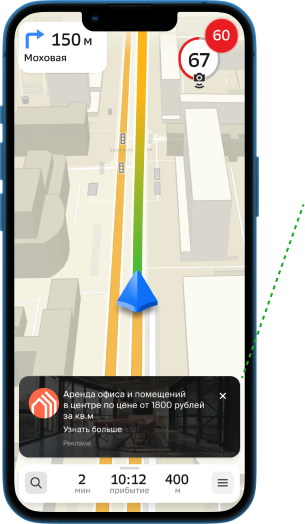 150 м
Моховая
60
67
Аренда офиса и помещений
в центре по цене от 1800 рублей
за кв.м
Узнать больше
Реклама
2 10:12 400
мин прибытие м